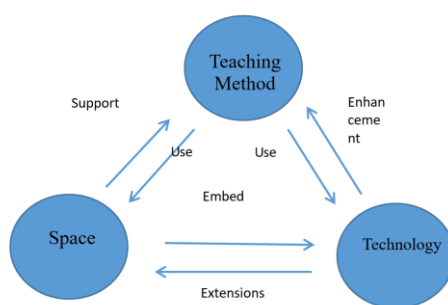 Teaching
Method
Support
Enhan
ceme
nt
Use
Use
Embed
Space
Technology
Extensions